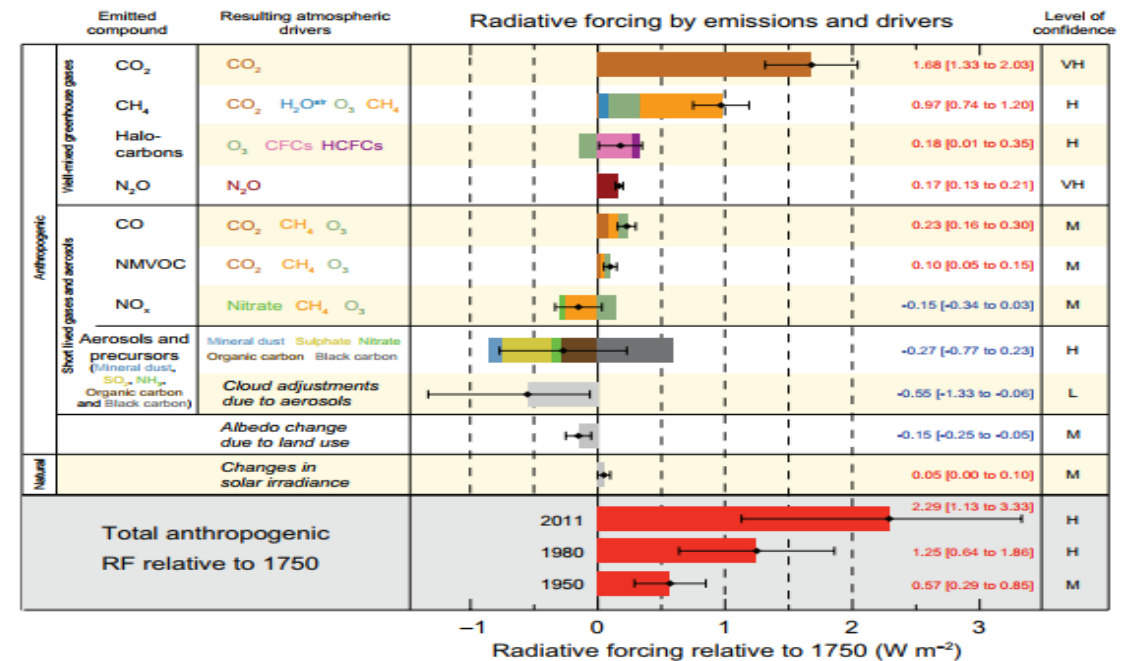 Emitted compound
Resulting atmospheric drivers
Radiative forcing by emissions and drivers
Level of confidence
Anthropogenic
Well-mixed greenhouse gases
CO₂
CO₂
1.68 [1.33 to 2.03]
VH
CH₄
CO₂ H₂Oˢᵗʳ O₃ CH₄
0.97 [0.74 to 1.20]
H
Halo-
carbons
O₃ CFCs HCFCs
0.18 [0.01 to 0.35]
H
N₂O
N₂O
0.17 [0.13 to 0.21]
VH
Short lived gases and aerosols
CO
CO₂ CH₄ O₃
0.23 [0.16 to 0.30]
M
NMVOC
CO₂ CH₄ O₃
0.10 [0.05 to 0.15]
M
NOₓ
Nitrate CH₄ O₃
-0.15 [-0.34 to 0.03]
M
Aerosols and
precursors
(Mineral dust,
SO₂, NH₃,
Organic carbon
and Black carbon)
Mineral dust Sulphate Nitrate
Organic carbon Black carbon
-0.27 [-0.77 to 0.23]
H
Cloud adjustments
due to aerosols
-0.55 [-1.33 to -0.06]
L
Albedo change
due to land use
-0.15 [-0.25 to -0.05]
M
Natural
Changes in
solar irradiance
0.05 [0.00 to 0.10]
M
Total anthropogenic
RF relative to 1750
2011
2.29 [1.13 to 3.33]
H
1980
1.25 [0.64 to 1.86]
H
1950
0.57 [0.29 to 0.85]
M
−1 0 1 2 3
Radiative forcing relative to 1750 (W m⁻²)